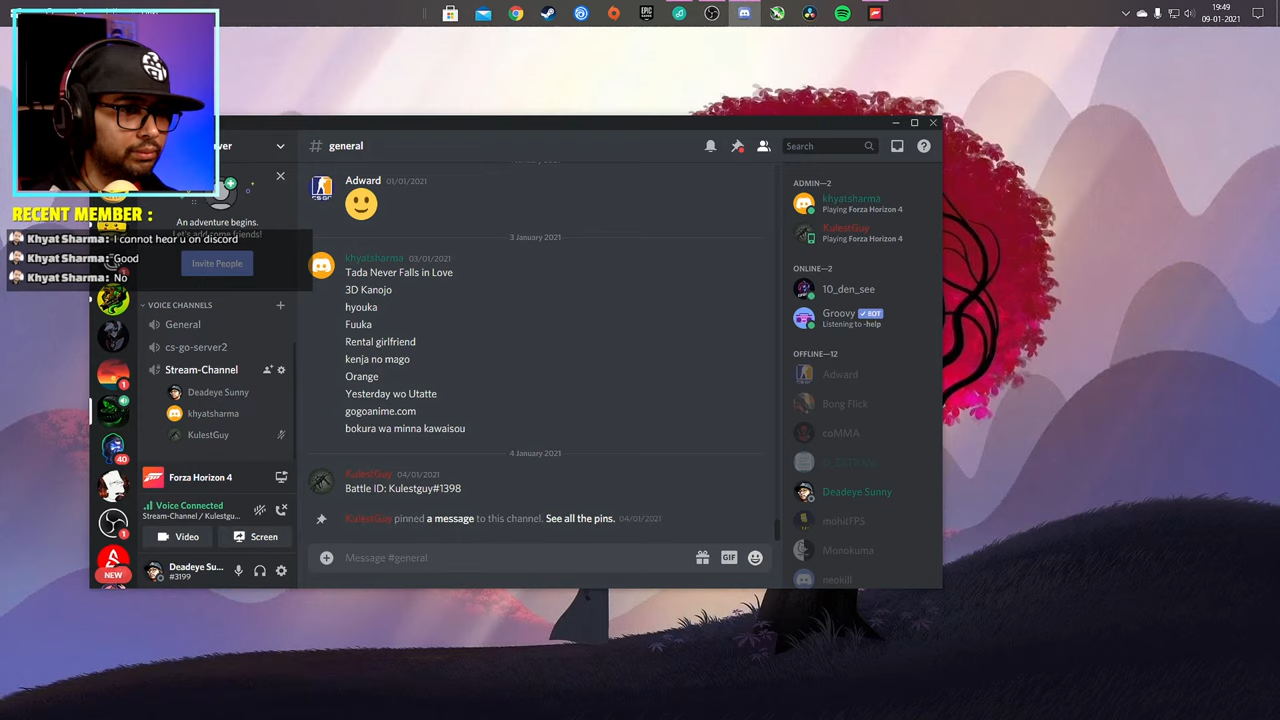 19:49
09-01-2021
RECENT MEMBER :
Khyat Sharma: I cannot hear u on discord
Khyat Sharma: Good
Khyat Sharma: No
An adventure begins.
Invite People
VOICE CHANNELS
General
cs-go-server2
Stream-Channel
Deadeye Sunny
khyatsharma
KulestGuy
Forza Horizon 4
Voice Connected
Stream-Channel / Kulestgu...
Video
Screen
Deadeye Su...
#3199
1
40
1
NEW
# general
Search
Adward 01/01/2021
3 January 2021
khyatsharma 03/01/2021
Tada Never Falls in Love
3D Kanojo
hyouka
Fuuka
Rental girlfriend
kenja no mago
Orange
Yesterday wo Utatte
gogoanime.com
bokura wa minna kawaisou
4 January 2021
KulestGuy 04/01/2021
Battle ID: Kulestguy#1398
KulestGuy pinned a message to this channel. See all the pins. 04/01/2021
Message #general
GIF
ADMIN—2
khyatsharma
Playing Forza Horizon 4
KulestGuy
Playing Forza Horizon 4
ONLINE—2
10_den_see
Groovy BOT
Listening to -help
OFFLINE—12
Adward
Bong Flick
coMMA
Deadeye Sunny
mohitFPS
Monokuma
neokill